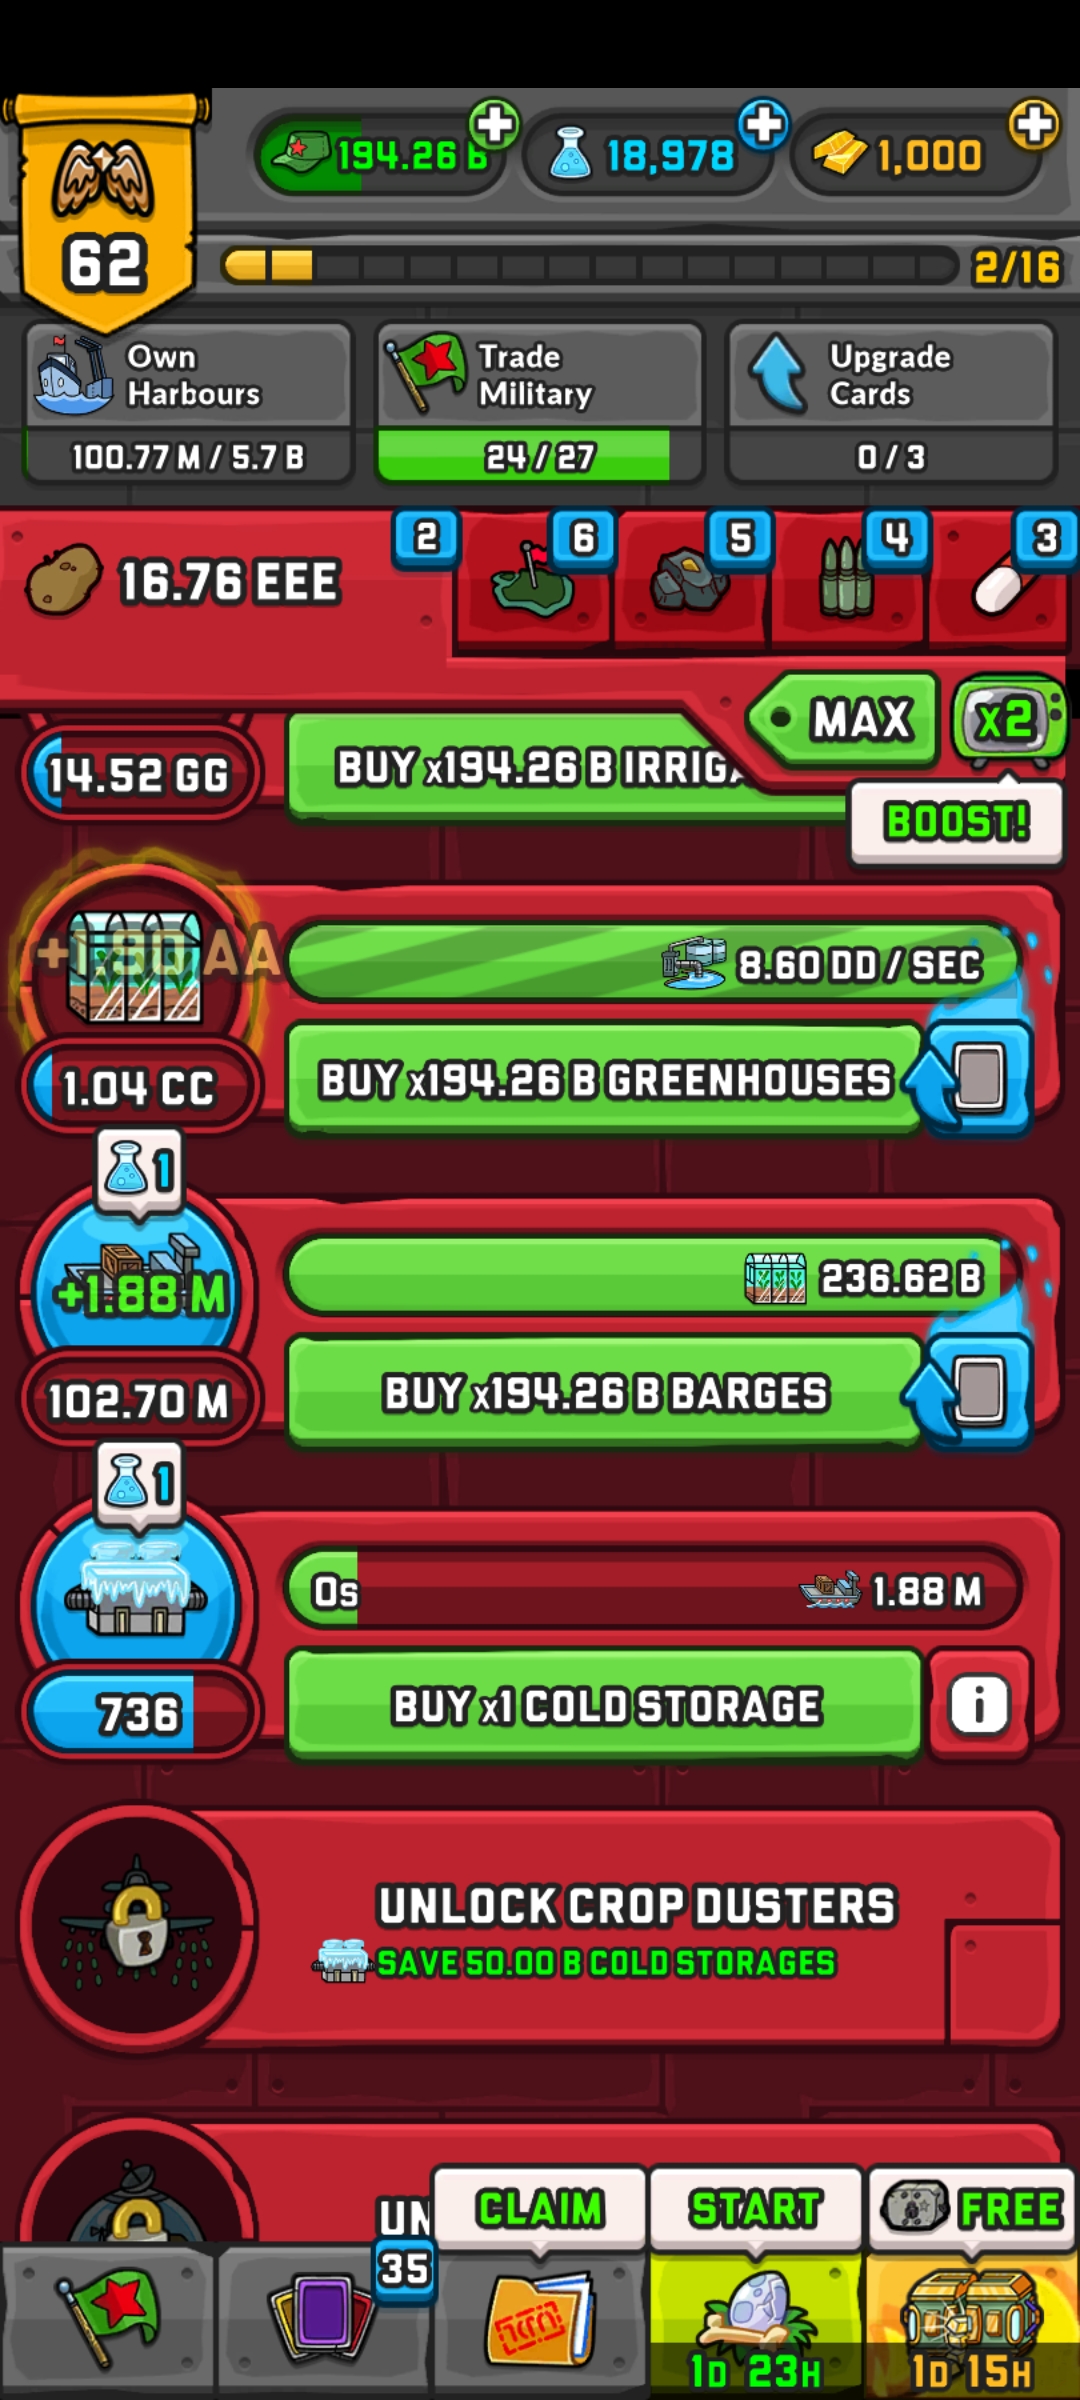 194.26 B
18,978
1,000
62
2/16
Own
Harbours
Trade
Military
Upgrade
Cards
100.77 M / 5.7 B
24 / 27
0 / 3
16.76 EEE
2
6
5
4
3
MAX
x2
14.52 GG
BUY x194.26 B
BOOST!
+1.80 AA
8.60 DD / SEC
1.04 CC
BUY x194.26 B GREENHOUSES
1
+1.88 M
236.62 B
102.70 M
BUY x194.26 B BARGES
1
0s
1.88 M
736
BUY x1 COLD STORAGE
i
UNLOCK CROP DUSTERS
SAVE 50.00 B COLD STORAGES
CLAIM
START
FREE
35
1D 23H
1D 15H